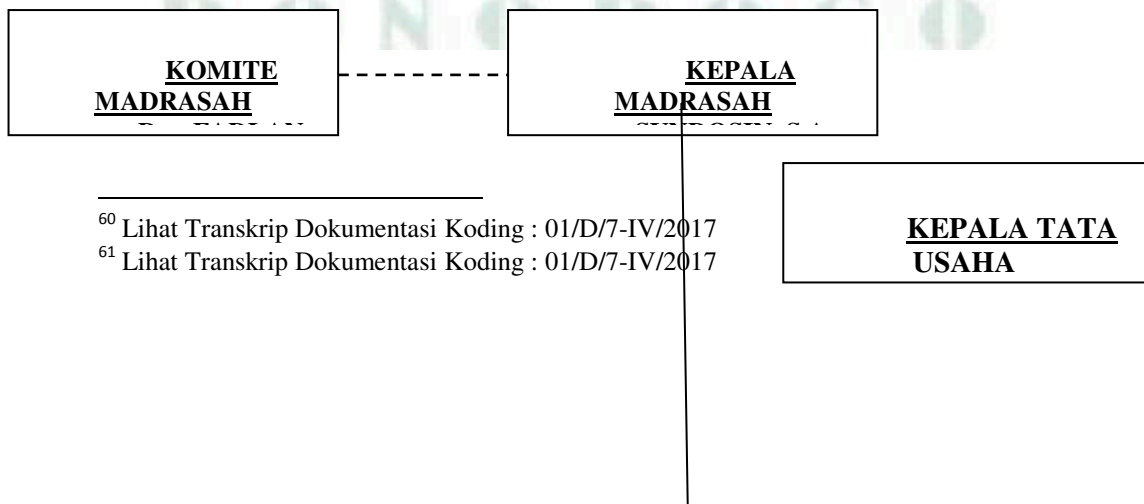 KOMITE
MADRASAH
KEPALA
MADRASAH
KEPALA TATA
USAHA
60 Lihat Transkrip Dokumentasi Koding : 01/D/7-IV/2017
61 Lihat Transkrip Dokumentasi Koding : 01/D/7-IV/2017